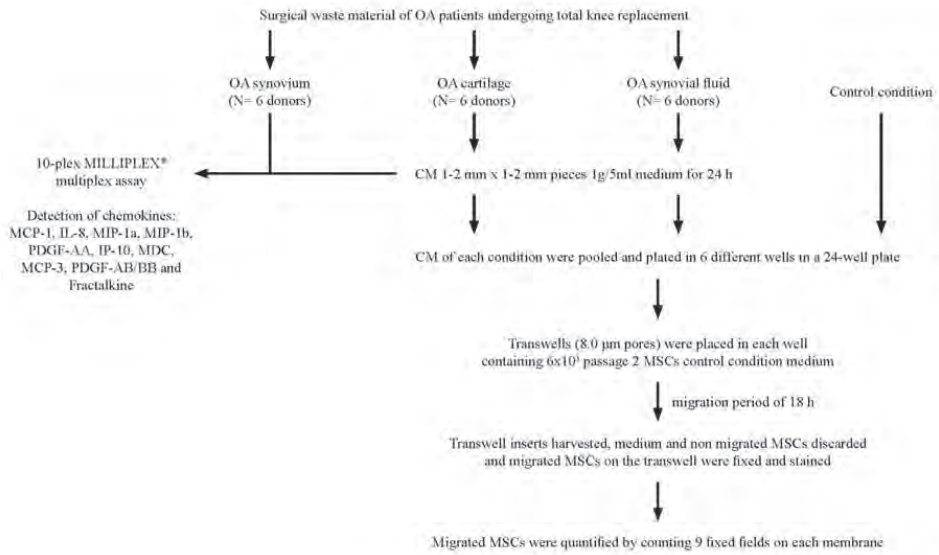 Surgical waste material of OA patients undergoing total knee replacement
OA synovium
(N= 6 donors)
OA cartilage
(N= 6 donors)
OA synovial fluid
(N= 6 donors)
Control condition
10-plex MILLIPLEX®
multiplex assay
CM 1-2 mm x 1-2 mm pieces 1g/5ml medium for 24 h
Detection of chemokines:
MCP-1, IL-8, MIP-1a, MIP-1b,
PDGF-AA, IP-10, MDC,
MCP-3, PDGF-AB/BB and
Fractalkine
CM of each condition were pooled and plated in 6 different wells in a 24-well plate
Transwells (8.0 µm pores) were placed in each well
containing passage 2 MSCs control condition medium
migration period of 18 h
Transwell inserts harvested, medium and non migrated MSCs discarded
and migrated MSCs on the transwell were fixed and stained
Migrated MSCs were quantified by counting 9 fixed fields on each membrane